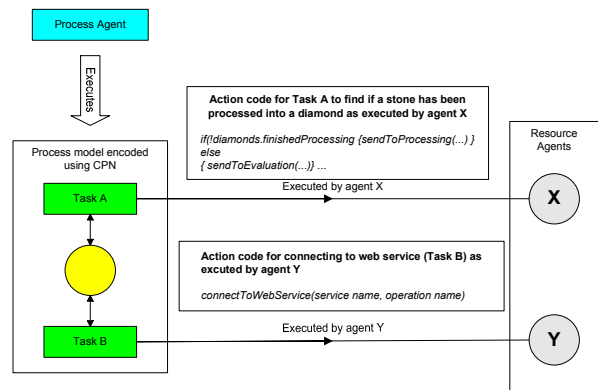 Process Agent
Executes
Action code for Task A to find if a stone has been
processed into a diamond as executed by agent X
if(!diamonds.finishedProcessing {sendToProcessing(...) }
else
{ sendToEvaluation(...)} ...
Resource
Agents
Process model encoded
using CPN
Task A
Executed by agent X
X
Action code for connecting to web service (Task B) as
excuted by agent Y
connectToWebService(service name, operation name)
Task B
Executed by agent Y
Y